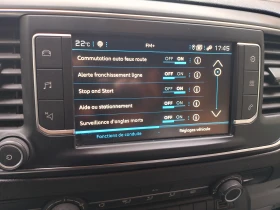 22°C FM+ 17:45
Commutation auto feux route OFF ON
Alerte franchissement ligne OFF ON
Stop and Start OFF ON
Aide au stationnement OFF ON
Surveillance d'angles morts OFF ON
Fonctions de conduite Réglages véhicule